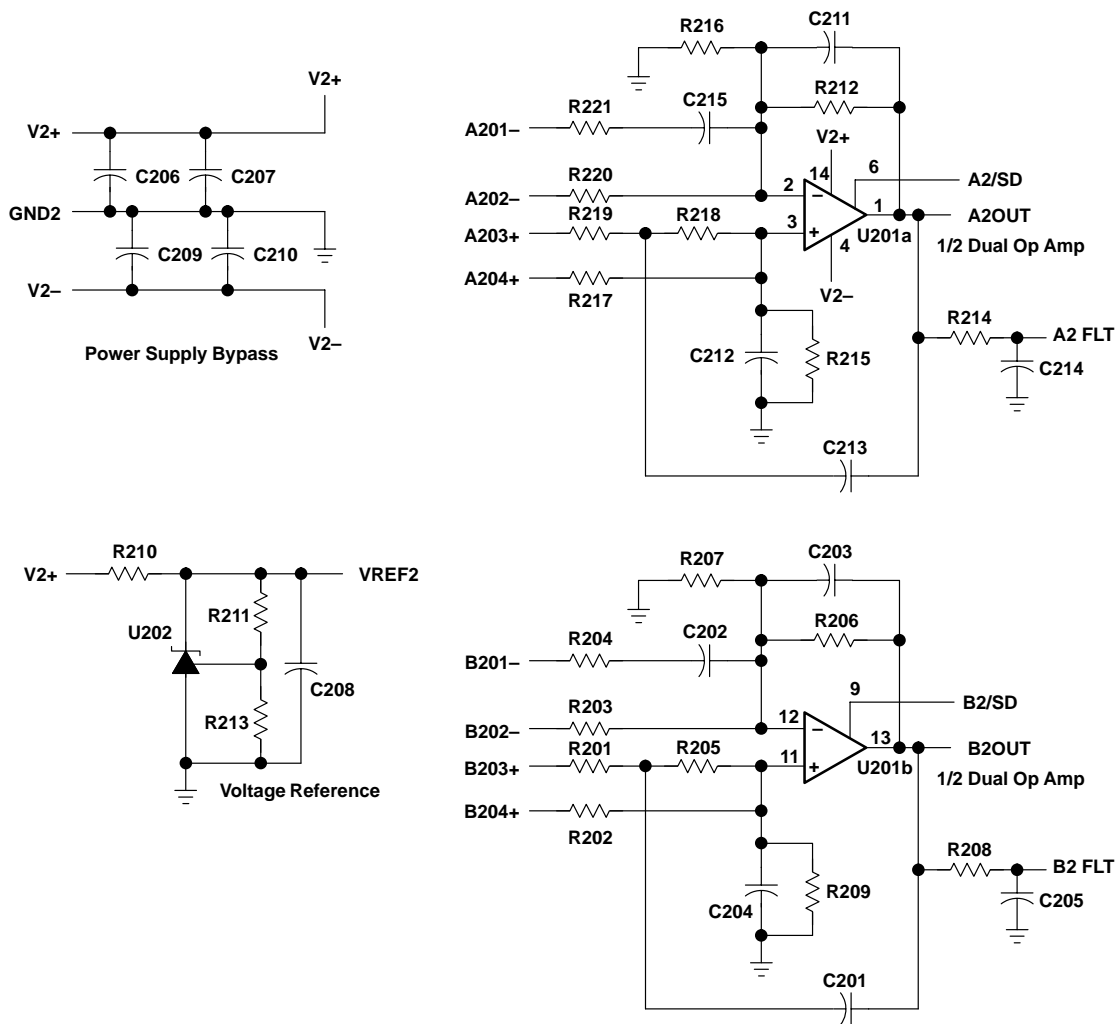 V2+
V2+
C206
C207
GND2
C209
C210
V2–
V2–
Power Supply Bypass
R216
C211
R212
R221
C215
A201–
V2+
R220
14
6
A2/SD
A202–
2
R219
R218
3
1
A2OUT
A203+
4
U201a
1/2 Dual Op Amp
A204+
R217
V2–
R214
A2 FLT
C212
R215
C214
C213
R210
V2+
VREF2
R211
U202
C208
R213
Voltage Reference
R207
C203
R206
R204
C202
B201–
R203
9
B2/SD
B202–
12
R201
R205
11
13
B2OUT
B203+
U201b
1/2 Dual Op Amp
B204+
R202
R208
B2 FLT
C204
R209
C205
C201